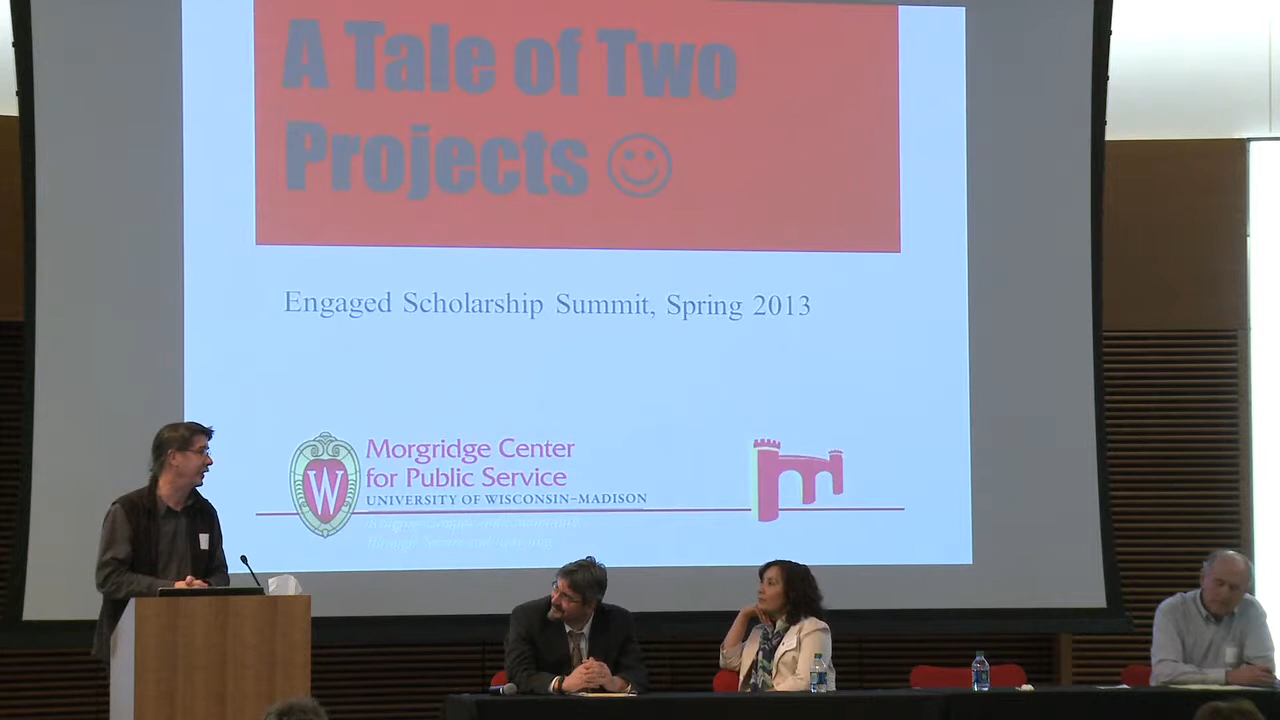 A Tale of Two
Projects ☺
Engaged Scholarship Summit, Spring 2013
W
Morgridge Center
for Public Service
UNIVERSITY OF WISCONSIN–MADISON